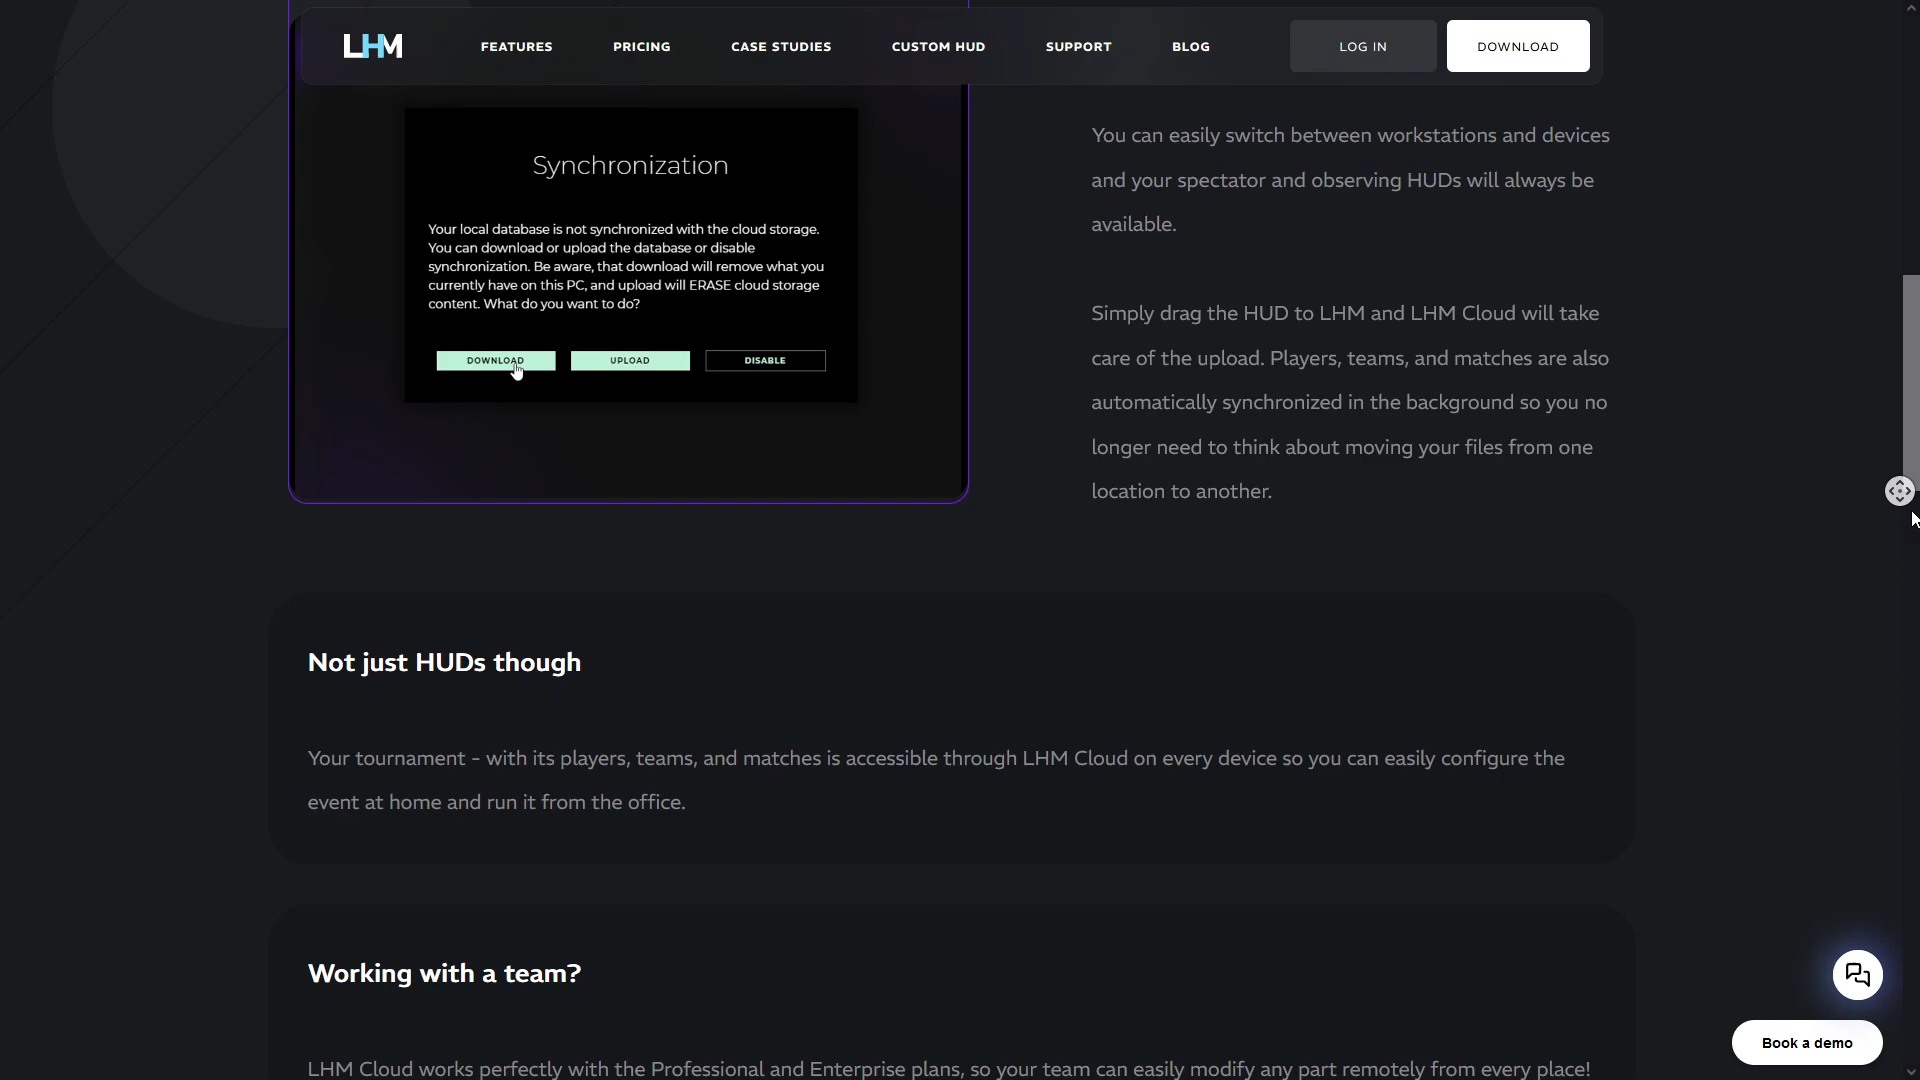 LHM
FEATURES
PRICING
CASE STUDIES
CUSTOM HUD
SUPPORT
BLOG
LOG IN
DOWNLOAD
Synchronization
Your local database is not synchronized with the cloud storage.
You can download or upload the database or disable
synchronization. Be aware, that download will remove what you
currently have on this PC, and upload will ERASE cloud storage
content. What do you want to do?
DOWNLOAD
UPLOAD
DISABLE
You can easily switch between workstations and devices
and your spectator and observing HUDs will always be
available.
Simply drag the HUD to LHM and LHM Cloud will take
care of the upload. Players, teams, and matches are also
automatically synchronized in the background so you no
longer need to think about moving your files from one
location to another.
Not just HUDs though
Your tournament - with its players, teams, and matches is accessible through LHM Cloud on every device so you can easily configure the
event at home and run it from the office.
Working with a team?
LHM Cloud works perfectly with the Professional and Enterprise plans, so your team can easily modify any part remotely from every place!
Book a demo